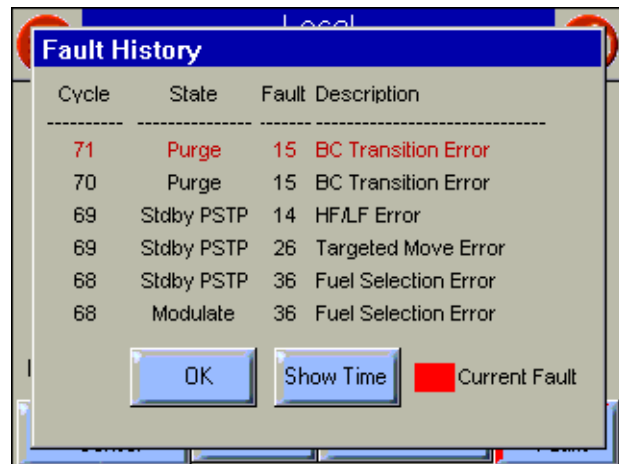 Local
Fault History
Cycle State Fault Description
---------- --------------- ------- ------------------------------
71 Purge 15 BC Transition Error
70 Purge 15 BC Transition Error
69 Stdby PSTP 14 HF/LF Error
69 Stdby PSTP 26 Targeted Move Error
68 Stdby PSTP 36 Fuel Selection Error
68 Modulate 36 Fuel Selection Error
OK Show Time Current Fault